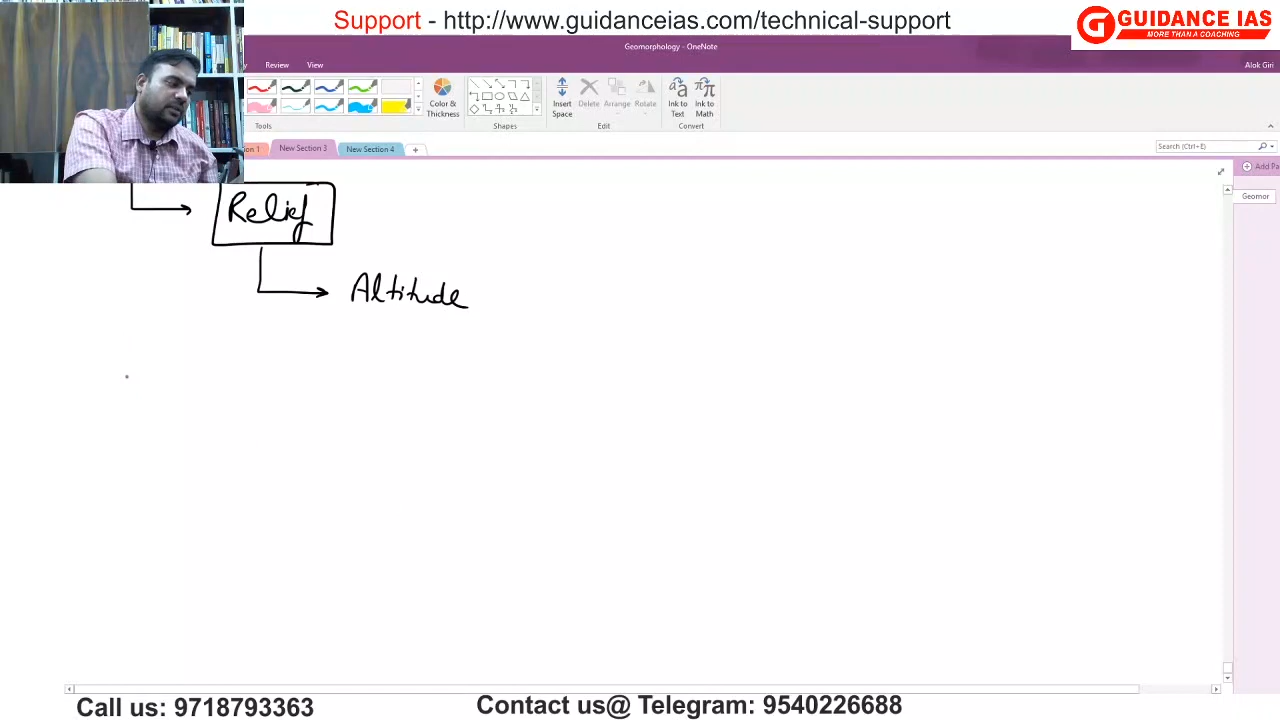 Support - http://www.guidanceias.com/technical-support
GUIDANCE IAS
MORE THAN A COACHING
Geomorphology - OneNote
Review View
Alok Giri
Color & Thickness
Insert Space
Delete
Arrange
Rotate
Ink to Text
Ink to Math
Tools
Shapes
Edit
Convert
New Section 3
New Section 4
Search (Ctrl+E)
Add Pa
Geomor
Relief
Altitude
Call us: 9718793363
Contact us@ Telegram: 9540226688